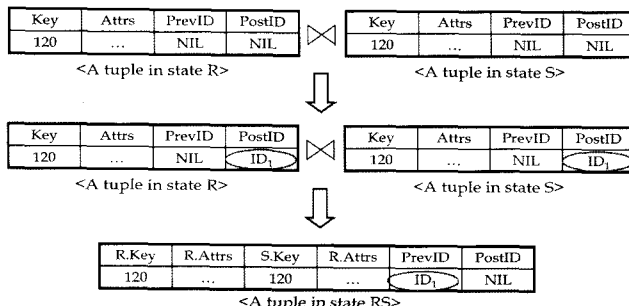 Key Attrs PrevID PostID Key Attrs PrevID PostID
120 ... NIL NIL 120 ... NIL NIL
<A tuple in state R> <A tuple in state S>
Key Attrs PrevID PostID Key Attrs PrevID PostID
120 ... NIL ID₁ 120 ... NIL ID₁
<A tuple in state R> <A tuple in state S>
R.Key R.Attrs S.Key R.Attrs PrevID PostID
120 ... 120 ... ID₁ NIL
<A tuple in state RS>